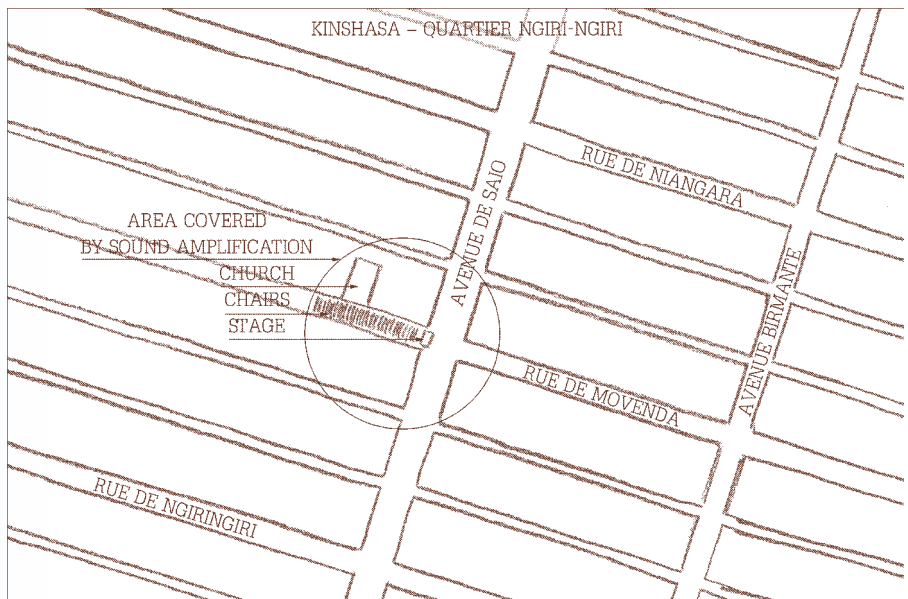 KINSHASA – QUARTIER NGIRI-NGIRI
RUE DE NIANGARA
AVENUE DE SAIO
AREA COVERED
BY SOUND AMPLIFICATION
CHURCH
CHAIRS
STAGE
AVENUE BIRMANTE
RUE DE MOVENDA
RUE DE NGIRINGIRI